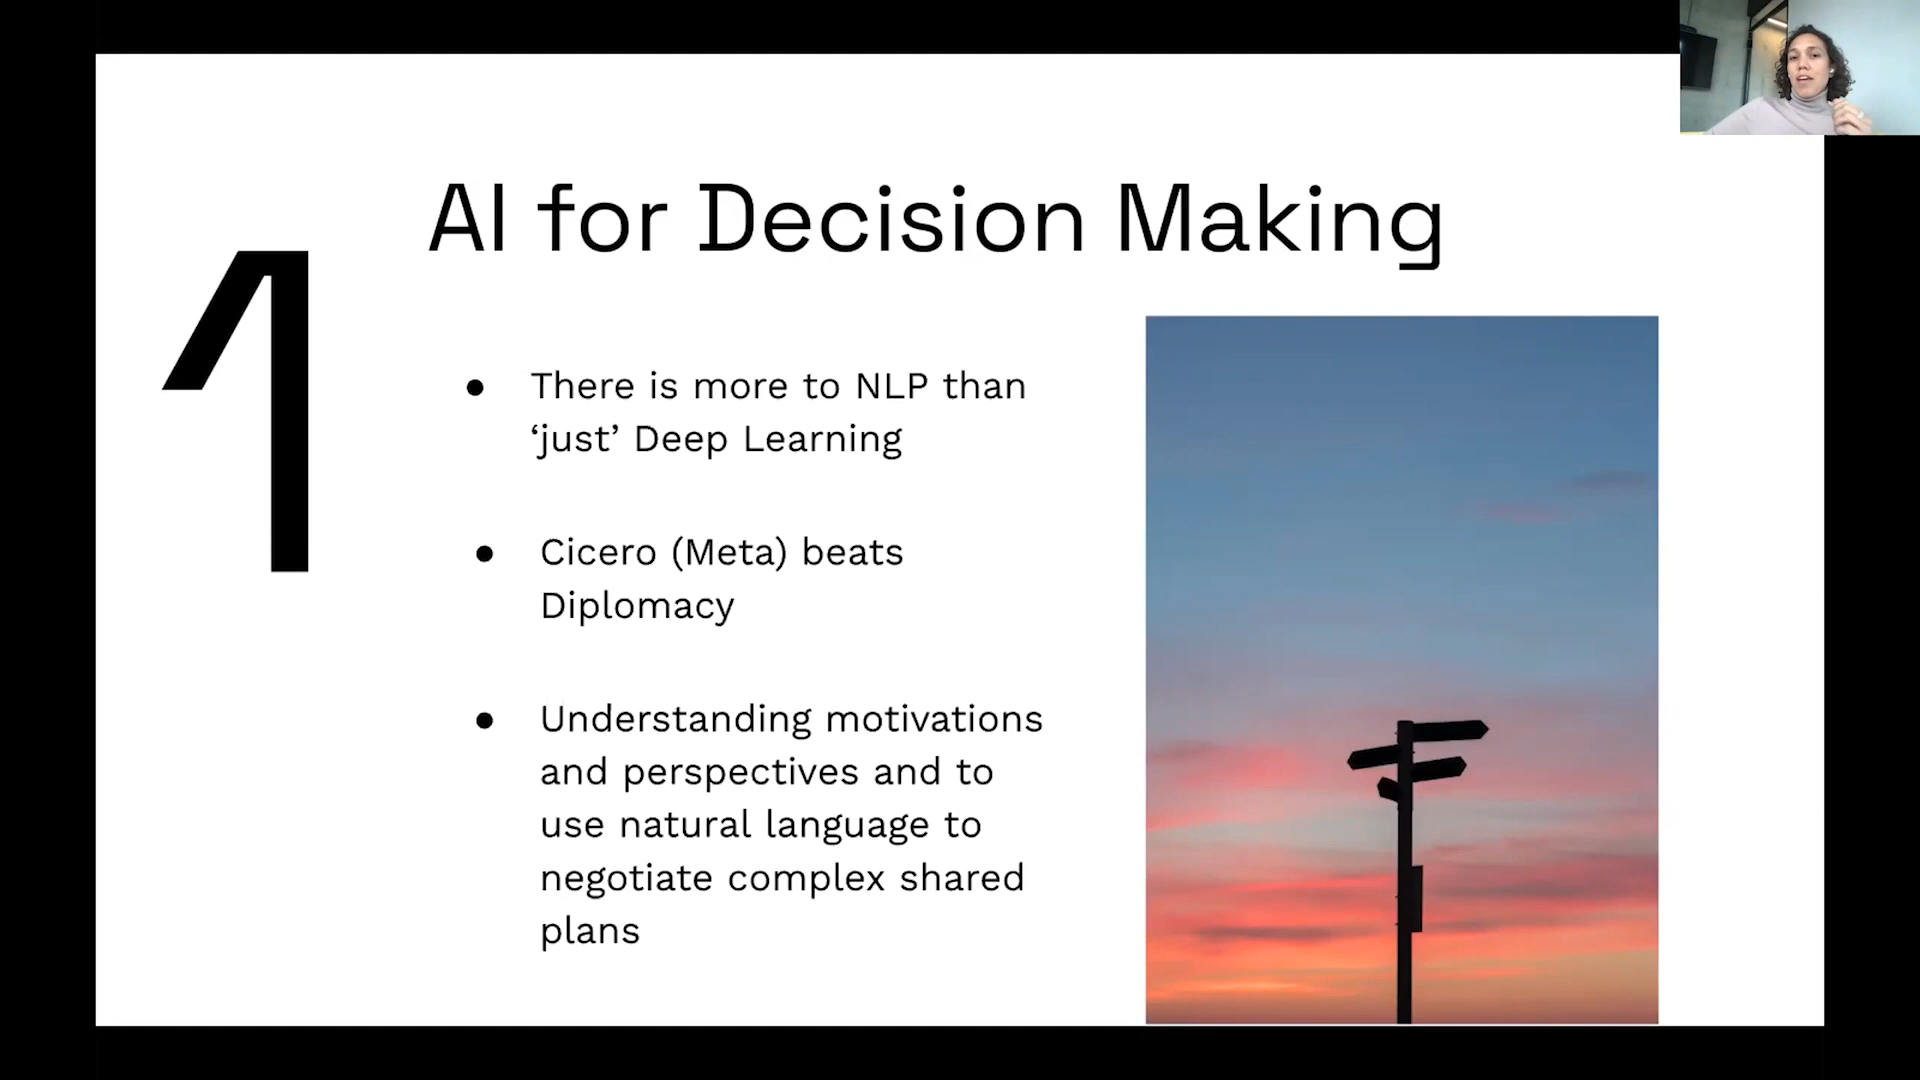 1
AI for Decision Making
● There is more to NLP than
‘just’ Deep Learning
● Cicero (Meta) beats
Diplomacy
● Understanding motivations
and perspectives and to
use natural language to
negotiate complex shared
plans